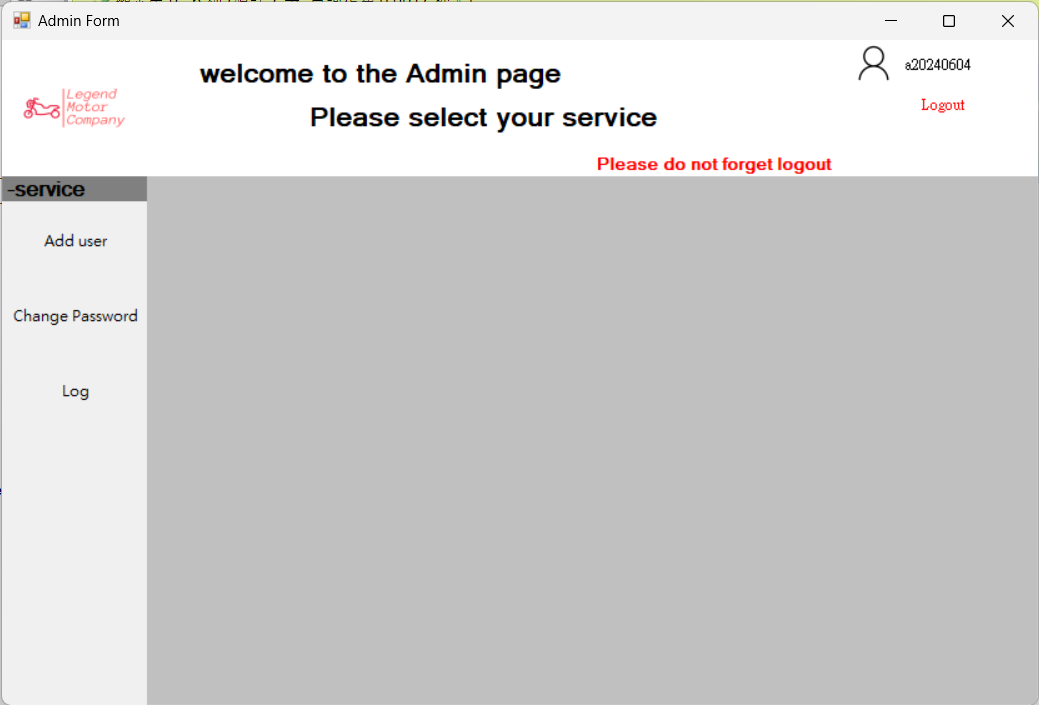 Admin Form
welcome to the Admin page
Please select your service
Please do not forget logout
a20240604
Logout
Legend
Motor
Company
-service
Add user
Change Password
Log